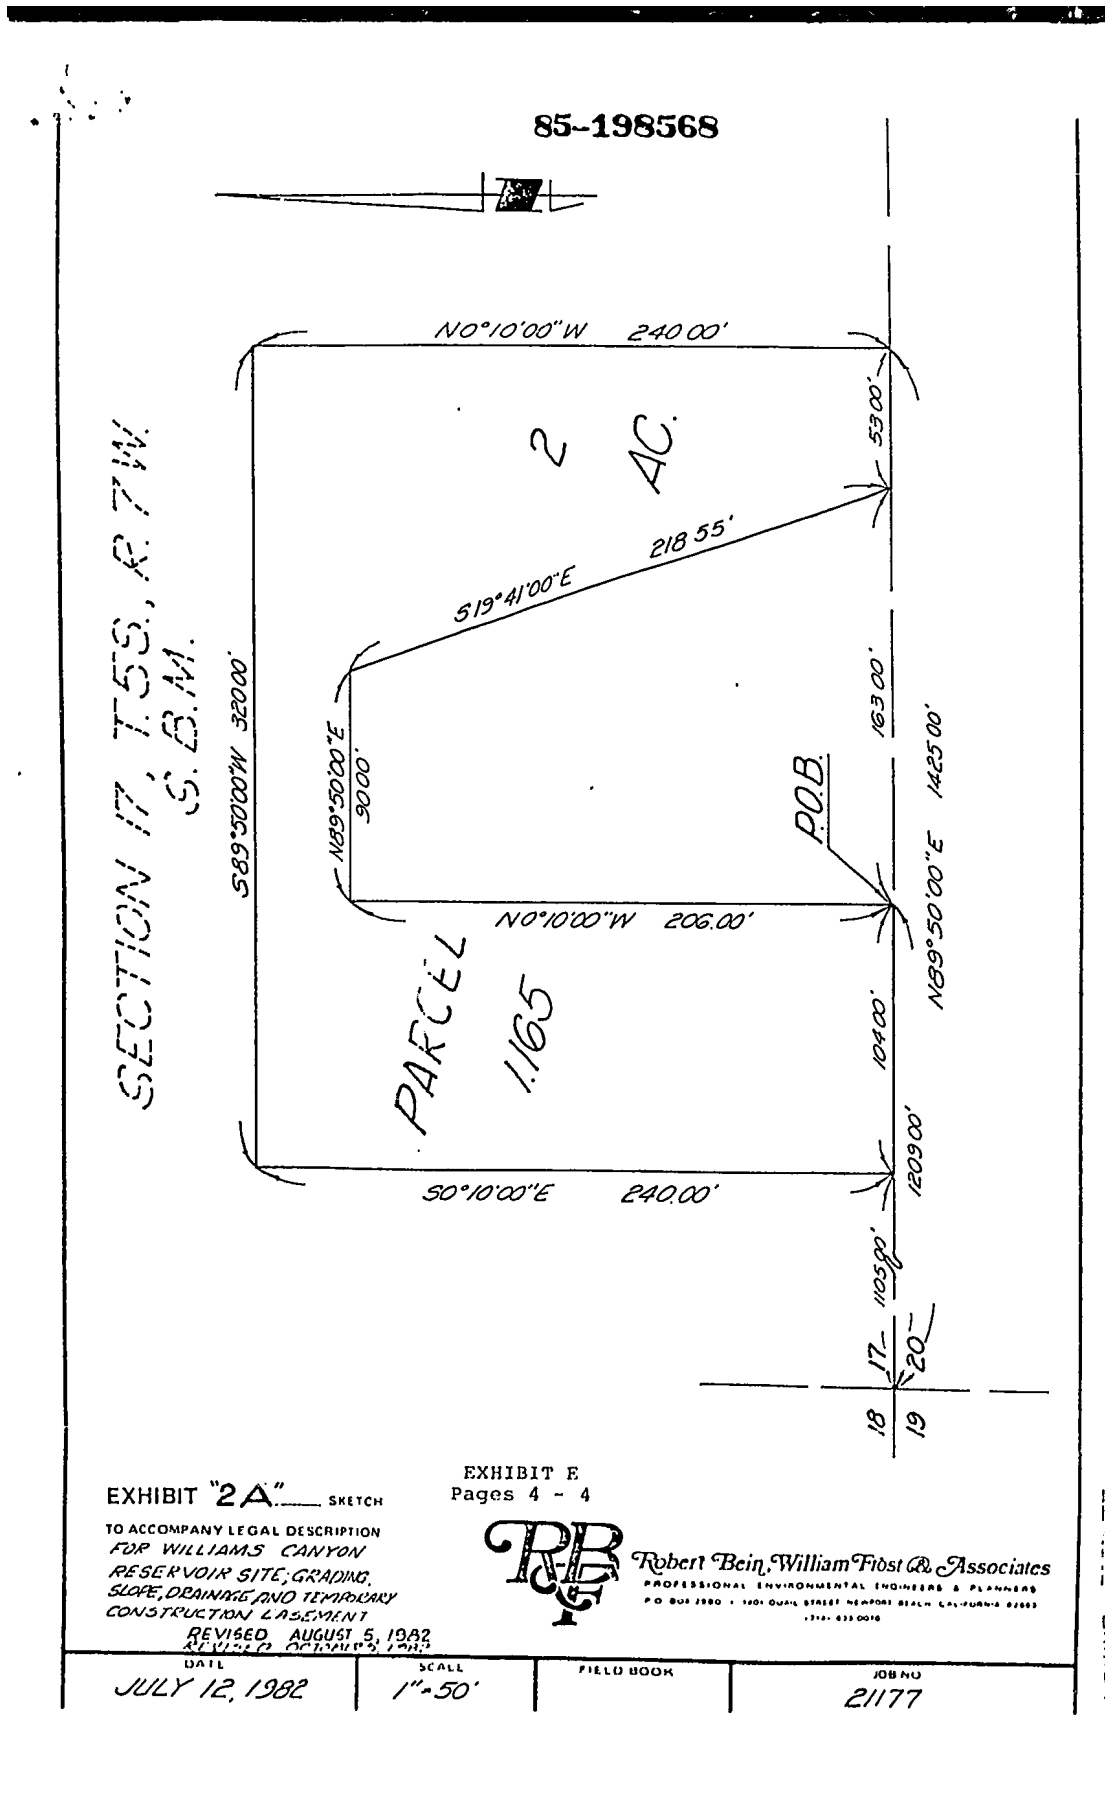 85-198568
N0°10'00"W 240.00'
53.00'
2 AC.
218.55'
S19°41'00"E
SECTION 17, T.5S., R.7W.
S.B.M.
S89°50'00"W 320.00'
N89°50'00"E
90.00'
163.00'
N89°50'00"E 1425.00'
P.O.B.
N0°10'00"W 206.00'
PARCEL
1.165
104.00'
1209.00'
S0°10'00"E 240.00'
1105.00'
17 20
18 19
EXHIBIT E
Pages 4 - 4
EXHIBIT "2A" SKETCH
TO ACCOMPANY LEGAL DESCRIPTION
FOR WILLIAMS CANYON
RESERVOIR SITE, GRADING,
SLOPE, DRAINAGE, AND TEMPORARY
CONSTRUCTION EASEMENT
REVISED AUGUST 5, 1982
RBF
Robert Bein, William Frost & Associates
PROFESSIONAL ENVIRONMENTAL ENGINEERS & PLANNERS
DATE
JULY 12, 1982
SCALE
1"=50'
FIELD BOOK
JOB NO
21177